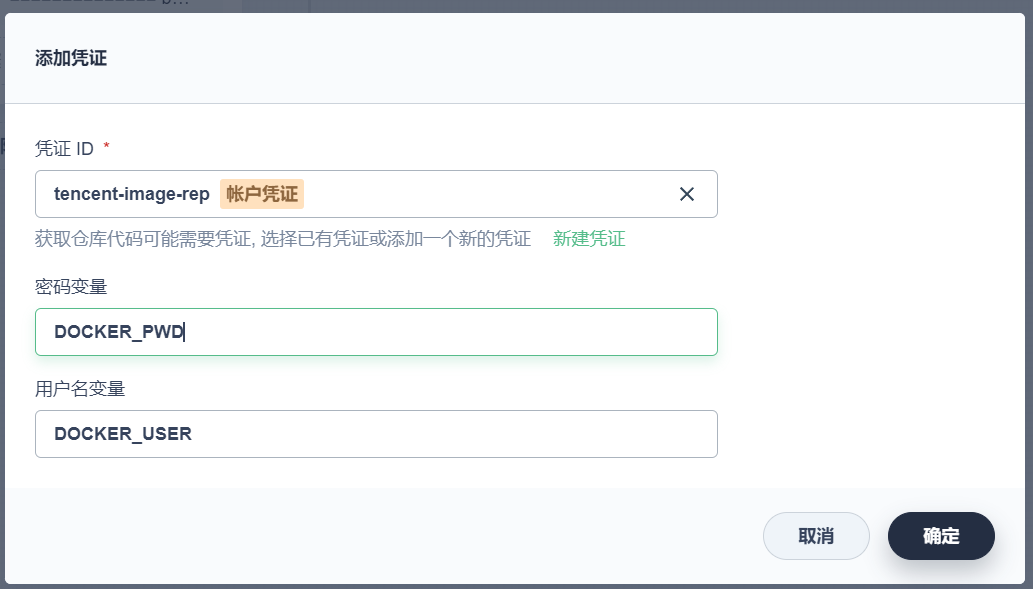 添加凭证
凭证 ID *
tencent-image-rep 帐户凭证
获取仓库代码可能需要凭证, 选择已有凭证或添加一个新的凭证 新建凭证
密码变量
DOCKER_PWD
用户名变量
DOCKER_USER
取消 确定